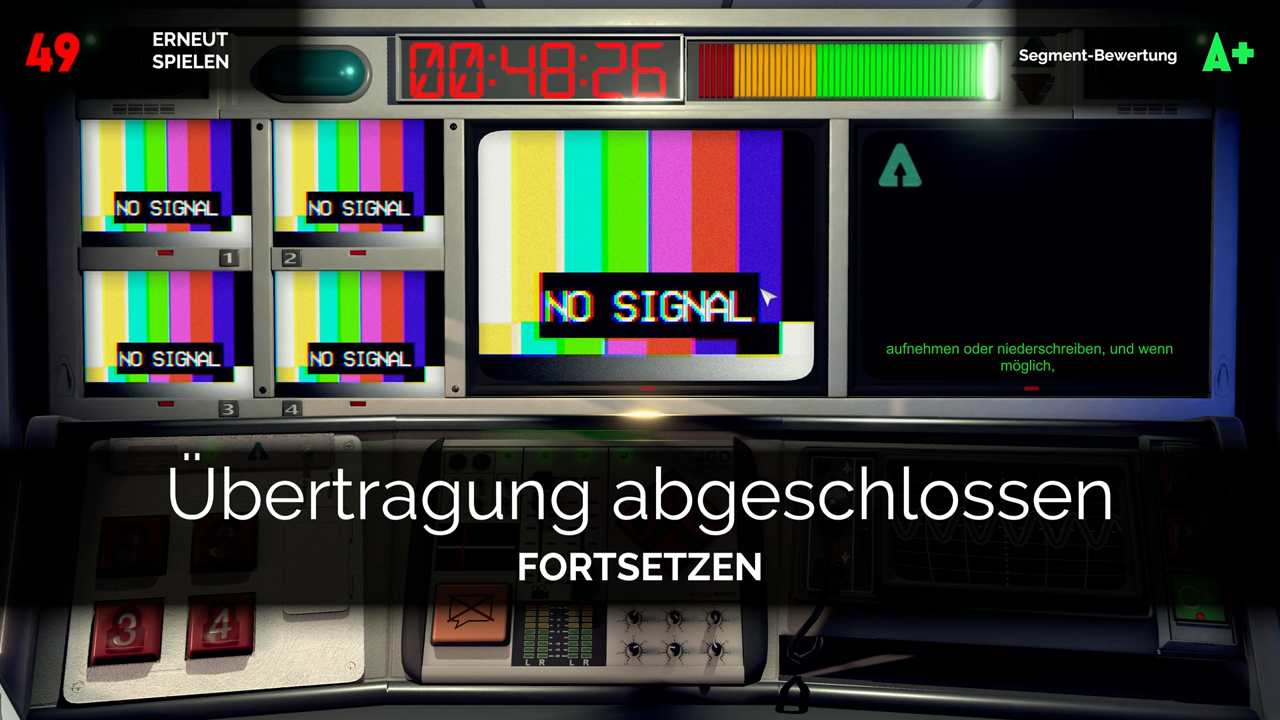 49
ERNEUT
SPIELEN
00:48:26
Segment-Bewertung
A+
NO SIGNAL
NO SIGNAL
NO SIGNAL
1
2
NO SIGNAL
NO SIGNAL
3
4
aufnehmen oder niederschreiben, und wenn
möglich,
Übertragung abgeschlossen
FORTSETZEN
3
4
L R L R